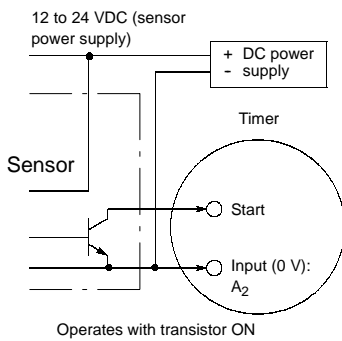 12 to 24 VDC (sensor
power supply)
+ DC power
- supply
Timer
Sensor
Start
Input (0 V):
A2
Operates with transistor ON